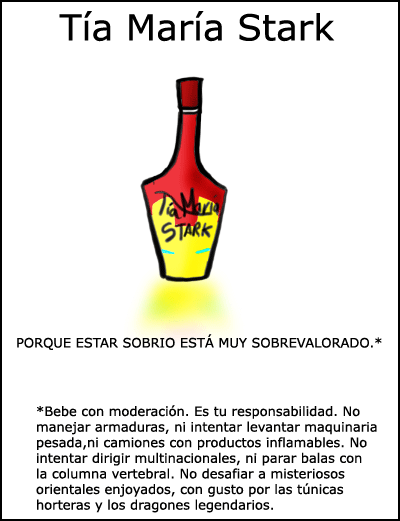 Tía María Stark
Tía María
STARK
PORQUE ESTAR SOBRIO ESTÁ MUY SOBREVALORADO.*
*Bebe con moderación. Es tu responsabilidad. No
manejar armaduras, ni intentar levantar maquinaria
pesada,ni camiones con productos inflamables. No
intentar dirigir multinacionales, ni parar balas con
la columna vertebral. No desafiar a misteriosos
orientales enjoyados, con gusto por las túnicas
horteras y los dragones legendarios.